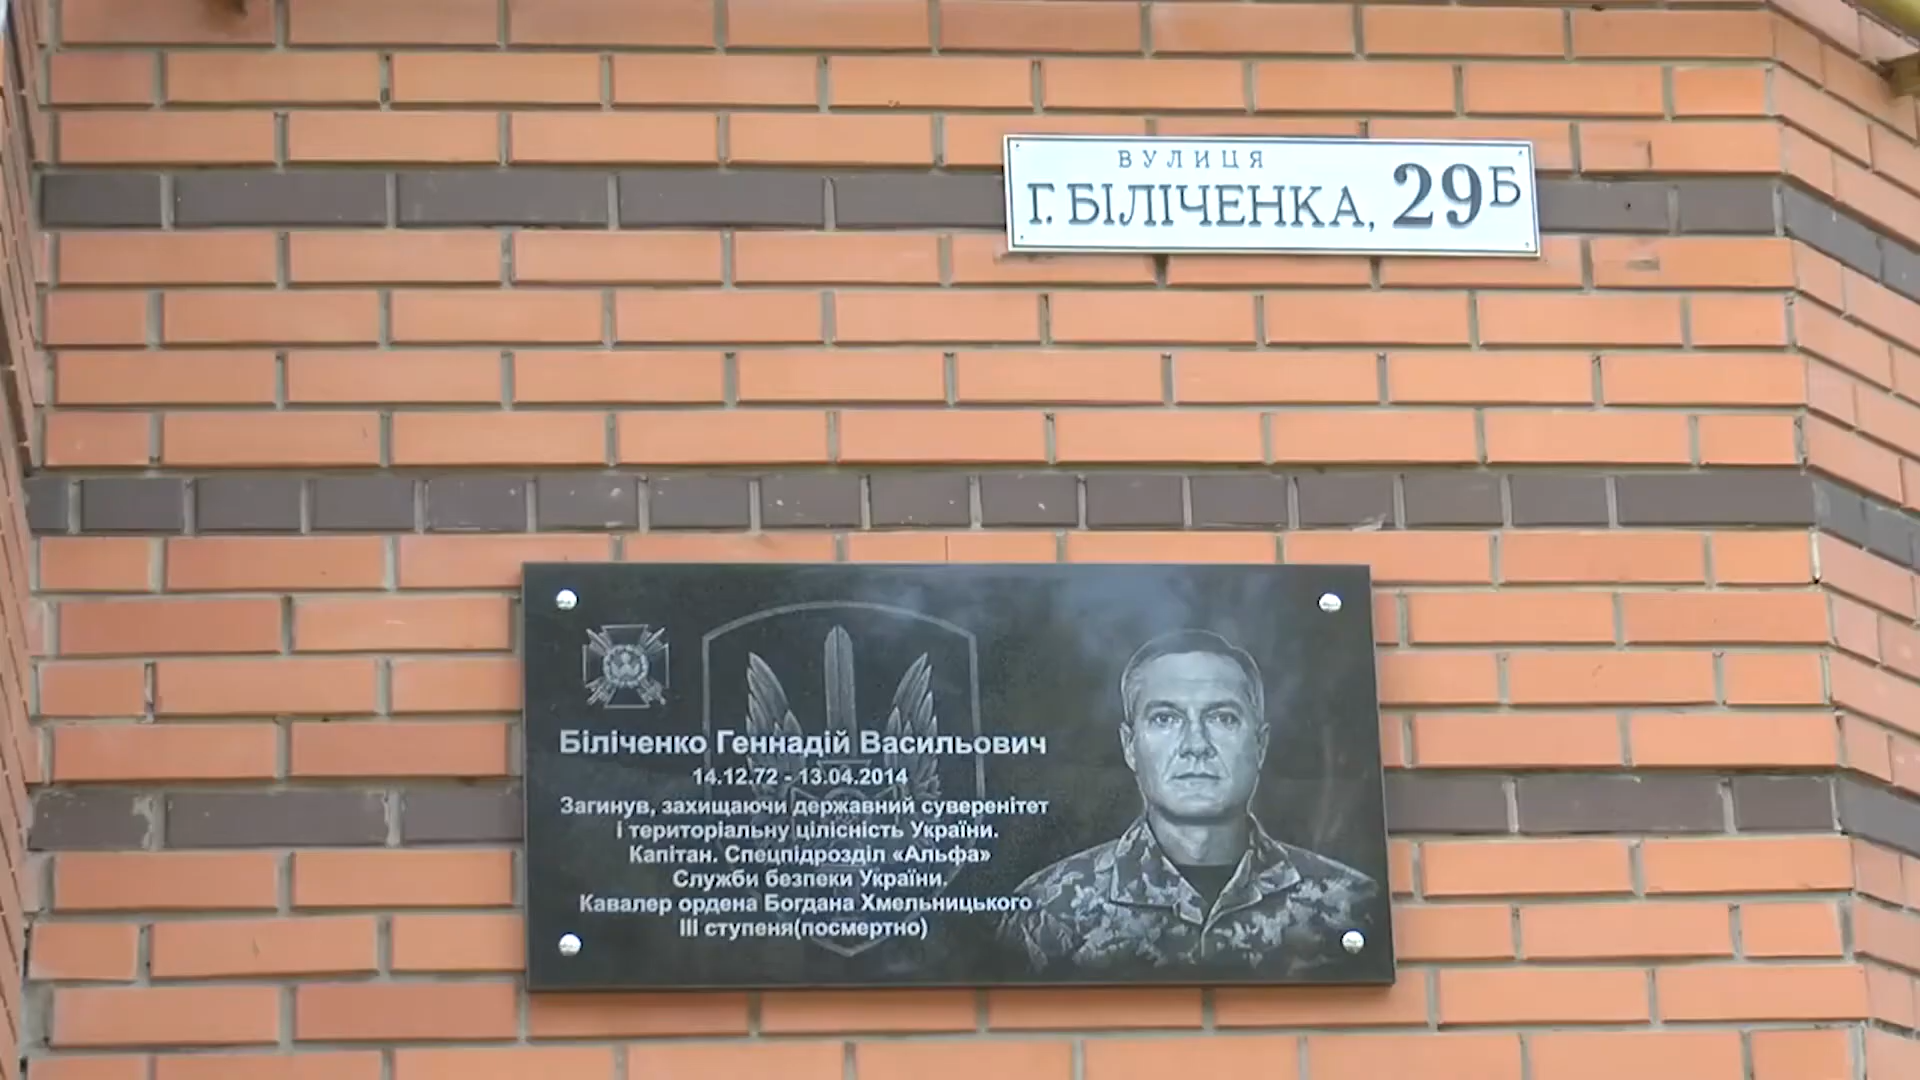 ВУЛИЦЯ
Г. БІЛІЧЕНКА, 29Б
Біліченко Геннадій Васильович
14.12.72 - 13.04.2014
Загинув, захищаючи державний суверенітет
і територіальну цілісність України.
Капітан. Спецпідрозділ «Альфа»
Служби безпеки України.
Кавалер ордена Богдана Хмельницького
ІІІ ступеня(посмертно)